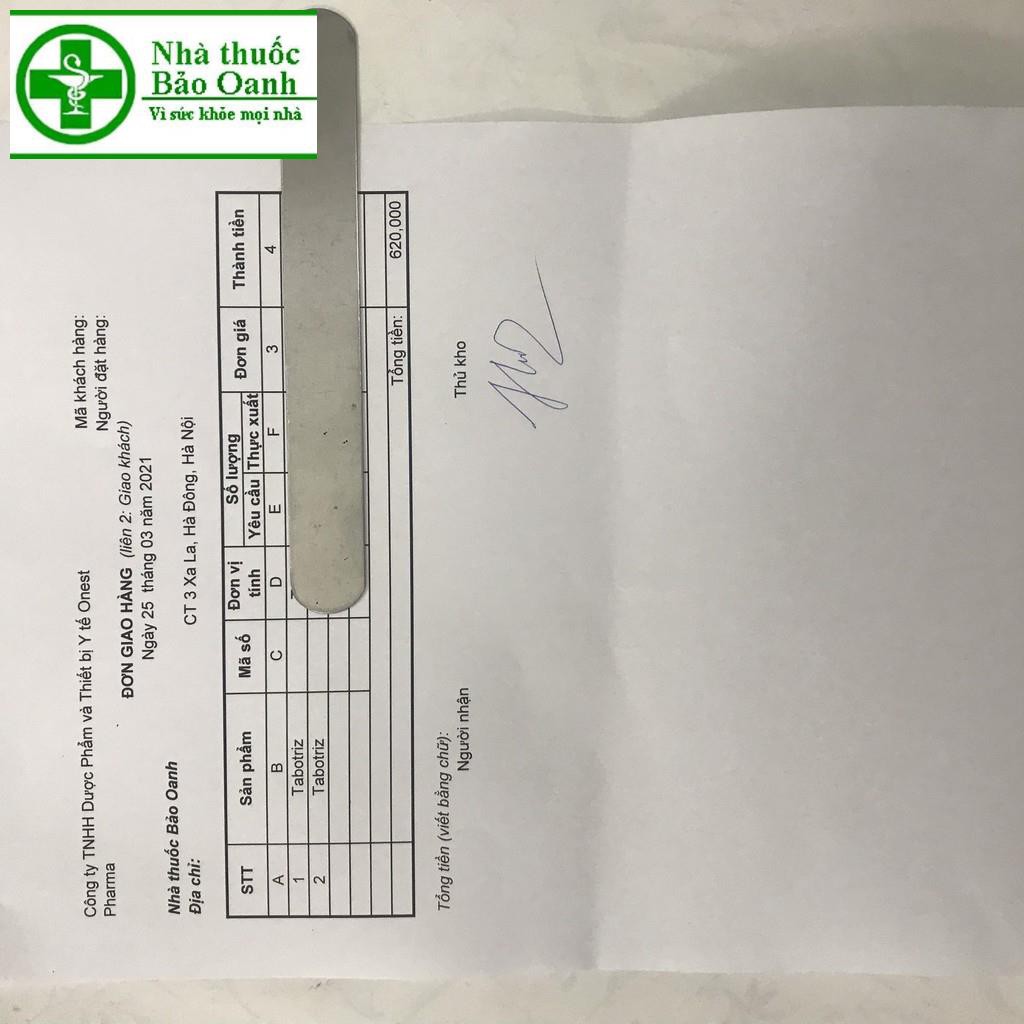 Nhà thuốc
Bảo Oanh
Vì sức khỏe mọi nhà
Công ty TNHH Dược Phẩm và Thiết bị Y tế Onest Mã khách hàng:
Pharma Người đặt hàng:
ĐƠN GIAO HÀNG (liên 2: Giao khách)
Ngày 25 tháng 03 năm 2021
Nhà thuốc Bảo Oanh
Địa chỉ: CT 3 Xa La, Hà Đông, Hà Nội
STT Sản phẩm Mã số Đơn vị tính Số lượng Đơn giá Thành tiền
Yêu cầu Thực xuất
A B C D E F 3 4
1 Tabotriz
2 Tabotriz
Tổng tiền: 620,000
Tổng tiền (viết bằng chữ):
Người nhận Thủ kho